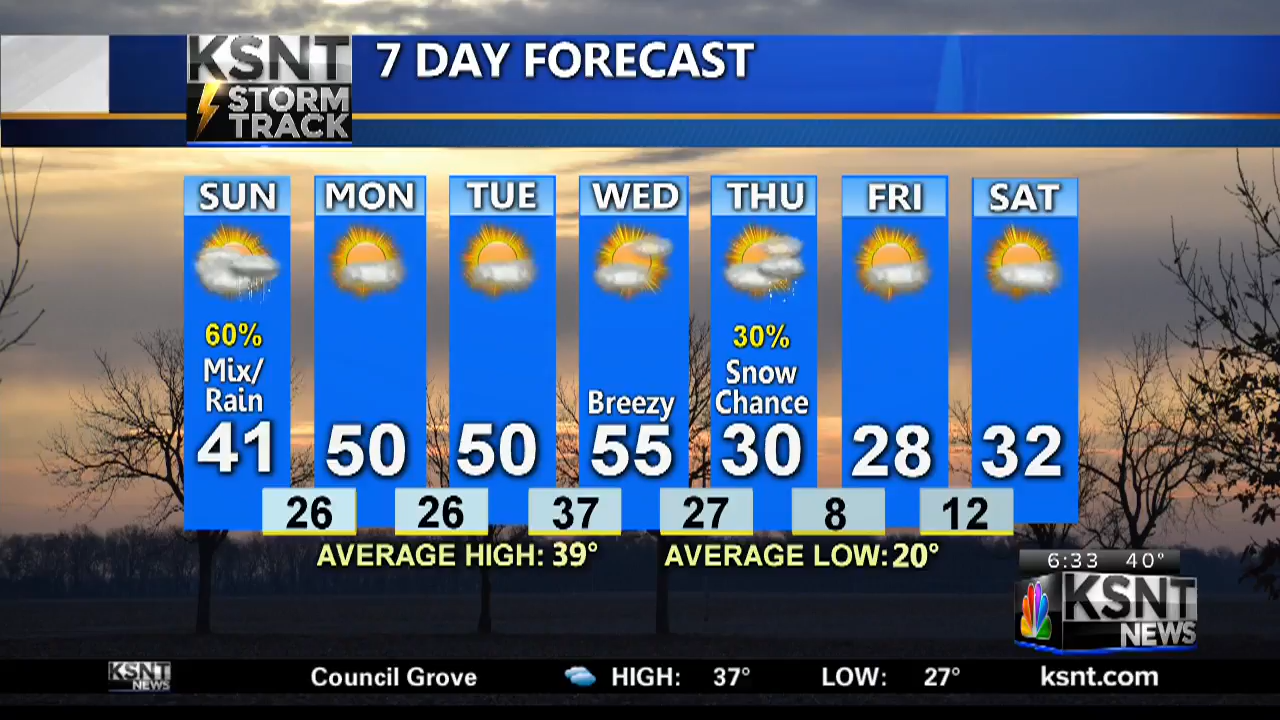 KSNT
STORM
TRACK
7 DAY FORECAST
SUN MON TUE WED THU FRI SAT
60% 30%
Mix/
Rain
Breezy
Snow
Chance
41 50 50 55 30 28 32
26 26 37 27 8 12
AVERAGE HIGH: 39° AVERAGE LOW: 20°
6:33 40°
KSNT
NEWS
KSNT
NEWS
Council Grove HIGH: 37° LOW: 27° ksnt.com